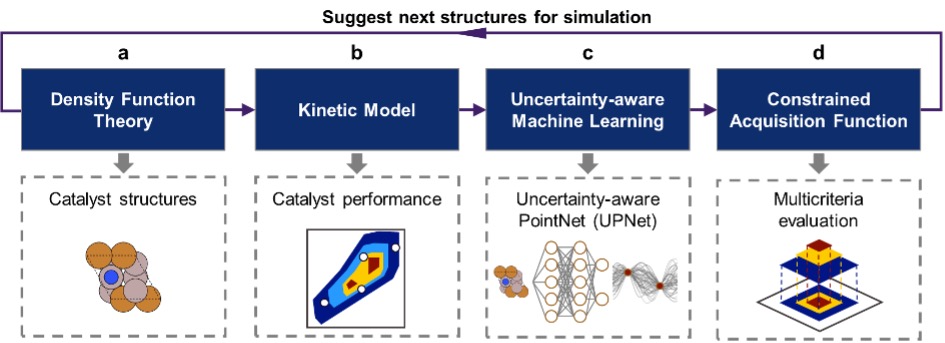 Suggest next structures for simulation
a
b
c
d
Density Function
Theory
Kinetic Model
Uncertainty-aware
Machine Learning
Constrained
Acquisition Function
Catalyst structures
Catalyst performance
Uncertainty-aware
PointNet (UPNet)
Multicriteria
evaluation